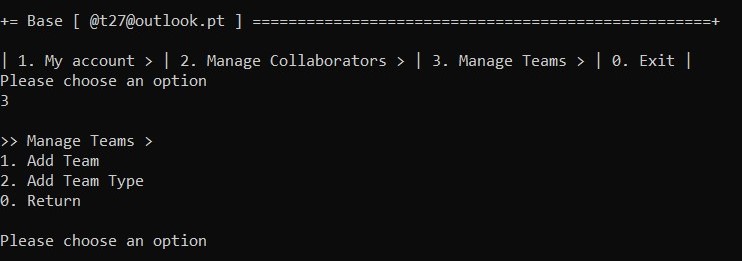 += Base [ @t27@outlook.pt ] ===================================================+
| 1. My account > | 2. Manage Collaborators > | 3. Manage Teams > | 0. Exit |
Please choose an option
3
>> Manage Teams >
1. Add Team
2. Add Team Type
0. Return
Please choose an option